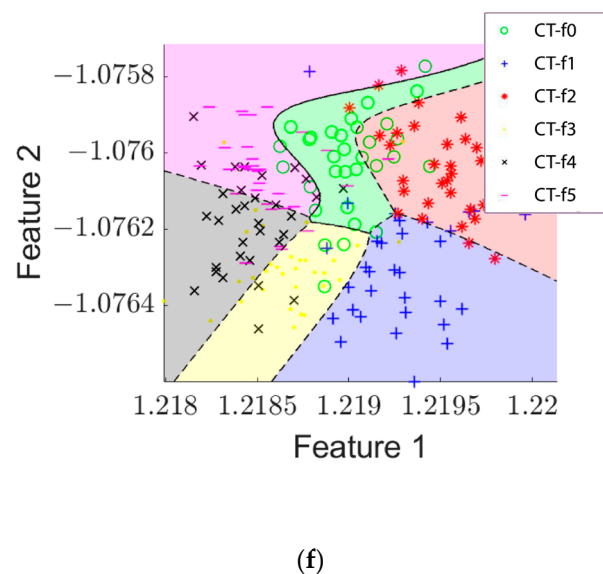 CT-f0
CT-f1
CT-f2
CT-f3
CT-f4
CT-f5
Feature 2
−1.0758
−1.076
−1.0762
−1.0764
1.218 1.2185 1.219 1.2195 1.22
Feature 1
(f)